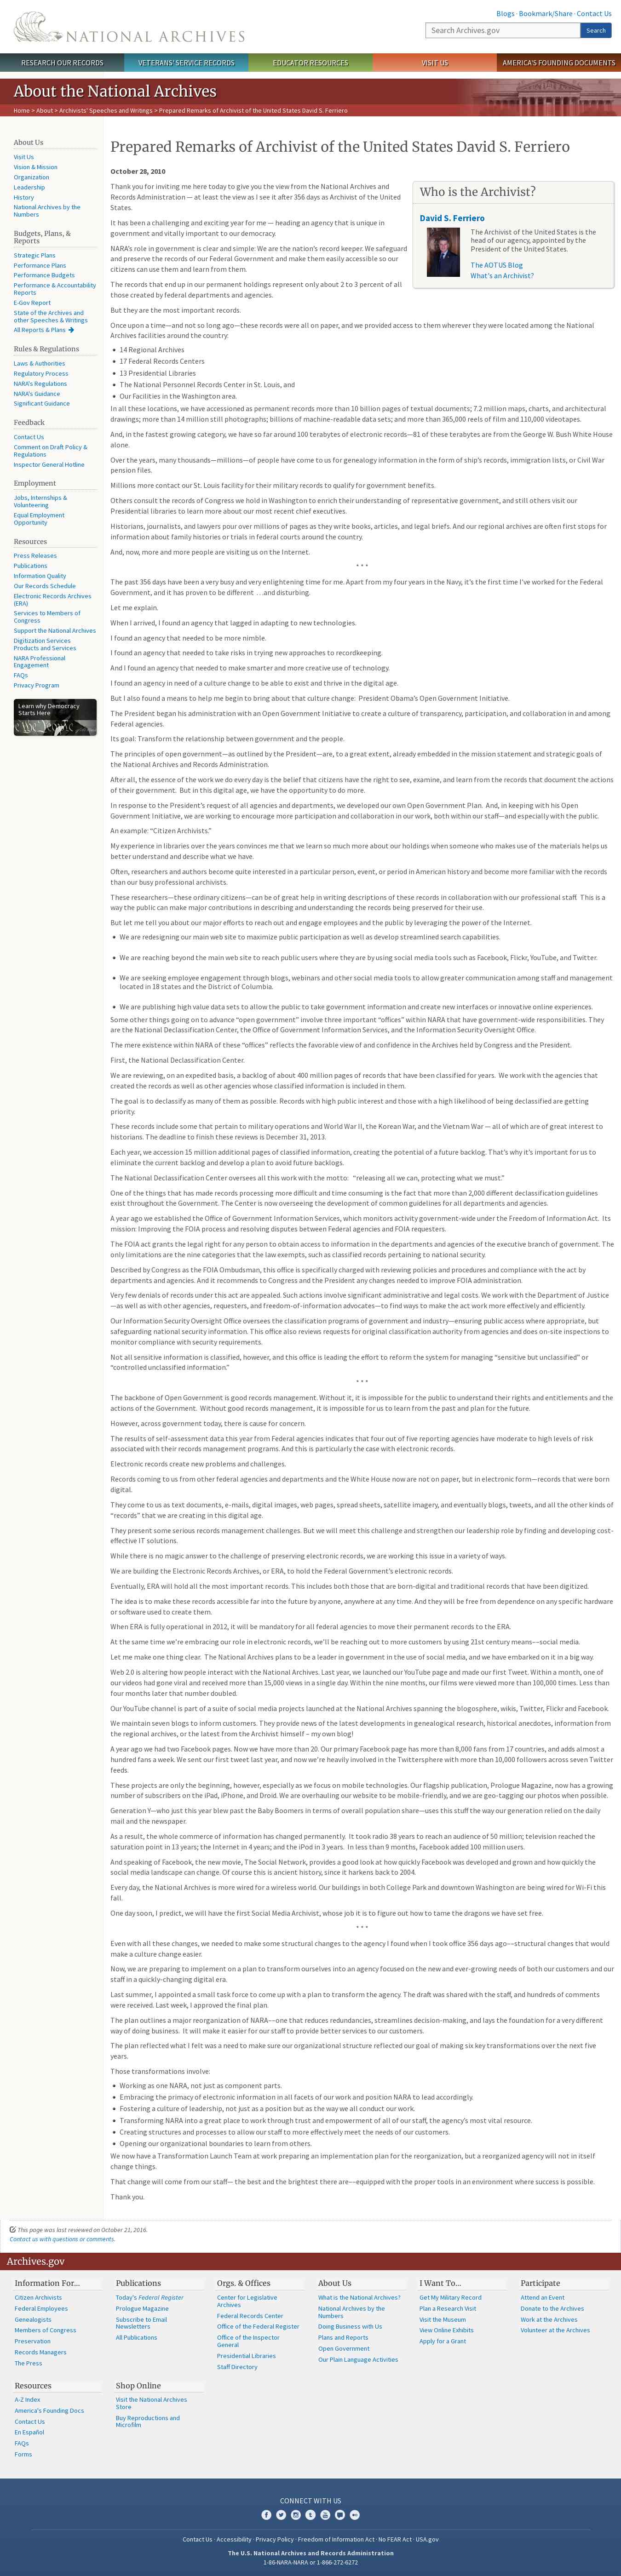 Blogs · Bookmark/Share · Contact Us
NATIONAL ARCHIVES
Search Archives.gov
Search
RESEARCH OUR RECORDS
VETERANS' SERVICE RECORDS
EDUCATOR RESOURCES
VISIT US
AMERICA'S FOUNDING DOCUMENTS
About the National Archives
Home > About > Archivists' Speeches and Writings > Prepared Remarks of Archivist of the United States David S. Ferriero
About Us
Visit Us
Vision & Mission
Organization
Leadership
History
National Archives by the
Numbers
Budgets, Plans, &
Reports
Strategic Plans
Performance Plans
Performance Budgets
Performance & Accountability
Reports
E-Gov Report
State of the Archives and
other Speeches & Writings
All Reports & Plans
Rules & Regulations
Laws & Authorities
Regulatory Process
NARA's Regulations
NARA's Guidance
Significant Guidance
Feedback
Contact Us
Comment on Draft Policy &
Regulations
Inspector General Hotline
Employment
Jobs, Internships &
Volunteering
Equal Employment
Opportunity
Resources
Press Releases
Publications
Information Quality
Our Records Schedule
Electronic Records Archives
(ERA)
Services to Members of
Congress
Support the National Archives
Digitization Services
Products and Services
NARA Professional
Engagement
FAQs
Privacy Program
Learn why Democracy
Starts Here
Prepared Remarks of Archivist of the United States David S. Ferriero
October 28, 2010
Who is the Archivist?
David S. Ferriero
The Archivist of the United States is the
head of our agency, appointed by the
President of the United States.
The AOTUS Blog
What's an Archivist?
Thank you for inviting me here today to give you the view from the National Archives and
Records Administration — at least the view as I see it after 356 days as Archivist of the United
States.
It has been a challenging and exciting year for me — heading an agency that is unique in
government and vitally important to our democracy.
NARA's role in government is clear and simple: We are the nation's record keeper. We safeguard
these important records, preserve them, and—most important—make them accessible so that
citizens can use them and learn from them.
The records that end up in our permanent holdings represent only about 2 to 3 percent of those
created by federal departments and agencies.
But they are the most important records.
Once upon a time—and not so long ago—these records were all on paper, and we provided access to them wherever they were located among the National
Archives facilities around the country:
• 14 Regional Archives
• 17 Federal Records Centers
• 13 Presidential Libraries
• The National Personnel Records Center in St. Louis, and
• Our Facilities in the Washington area.
In all these locations, we have accessioned as permanent records more than 10 billion pages of textual documents; 7.2 million maps, charts, and architectural
drawings; more than 14 million still photographs; billions of machine-readable data sets; and more than 365,000 reels of film and 110,000 videotapes.
And, in the fastest growing category, we have so far around 100 terabytes of electronic records—81 of these terabytes are from the George W. Bush White House
alone.
Over the years, many thousands—millions—of people have come to us for genealogy information in the form of ship's records, immigration lists, or Civil War
pension files.
Millions more contact our St. Louis facility for their military records to qualify for government benefits.
Others consult the records of Congress we hold in Washington to enrich their understanding of representative government, and still others visit our
Presidential libraries to learn more about our most recent chief executives.
Historians, journalists, and lawyers pour over millions of pages as they write books, articles, and legal briefs. And our regional archives are often first stops for
information about family histories or trials in federal courts around the country.
And, now, more and more people are visiting us on the Internet.
* * *
The past 356 days have been a very busy and very enlightening time for me. Apart from my four years in the Navy, it's the first time I've worked for the Federal
Government, and it has proven to be different ….and disturbing.
Let me explain.
When I arrived, I found an agency that lagged in adapting to new technologies.
I found an agency that needed to be more nimble.
I found an agency that needed to take risks in trying new approaches to recordkeeping.
And I found an agency that needed to make smarter and more creative use of technology.
I found an agency in need of a culture change to be able to exist and thrive in the digital age.
But I also found a means to help me begin to bring about that culture change: President Obama's Open Government Initiative.
The President began his administration with an Open Government Initiative to create a culture of transparency, participation, and collaboration in and among
Federal agencies.
Its goal: Transform the relationship between government and the people.
The principles of open government—as outlined by the President—are, to a great extent, already embedded in the mission statement and strategic goals of
the National Archives and Records Administration.
After all, the essence of the work we do every day is the belief that citizens have the right to see, examine, and learn from the records that document the actions
of their government. But in this digital age, we have the opportunity to do more.
In response to the President's request of all agencies and departments, we developed our own Open Government Plan. And, in keeping with his Open
Government Initiative, we are working to encourage more participation and collaboration in our work, both within our staff—and especially with the public.
An example: “Citizen Archivists.”
My experience in libraries over the years convinces me that we learn so much more about our holdings when someone who makes use of the materials helps us
better understand or appreciate what we have.
Often, researchers and authors become quite interested in a particular person, event, or period in American history and become more familiar with the records
than our busy professional archivists.
These researchers—these ordinary citizens—can be of great help in writing descriptions of these records in collaboration with our professional staff. This is a
way the public can make major contributions in describing and understanding the records being preserved for their use.
But let me tell you about our major efforts to reach out and engage employees and the public by leveraging the power of the Internet.
• We are redesigning our main web site to maximize public participation as well as develop streamlined search capabilities.
• We are reaching beyond the main web site to reach public users where they are by using social media tools such as Facebook, Flickr, YouTube, and Twitter.
• We are seeking employee engagement through blogs, webinars and other social media tools to allow greater communication among staff and management
located in 18 states and the District of Columbia.
• We are publishing high value data sets to allow the public to take government information and create new interfaces or innovative online experiences.
Some other things going on to advance “open government” involve three important “offices” within NARA that have government-wide responsibilities. They
are the National Declassification Center, the Office of Government Information Services, and the Information Security Oversight Office.
The mere existence within NARA of these “offices” reflects the favorable view of and confidence in the Archives held by Congress and the President.
First, the National Declassification Center.
We are reviewing, on an expedited basis, a backlog of about 400 million pages of records that have been classified for years. We work with the agencies that
created the records as well as other agencies whose classified information is included in them.
The goal is to declassify as many of them as possible. Records with high public interest and those with a high likelihood of being declassified are getting
priority.
These records include some that pertain to military operations and World War II, the Korean War, and the Vietnam War — all of which are of great interest to
historians. The deadline to finish these reviews is December 31, 2013.
Each year, we accession 15 million additional pages of classified information, creating the potential of a future backlog. That's why it's important for us to
eliminate the current backlog and develop a plan to avoid future backlogs.
The National Declassification Center oversees all this work with the motto: “releasing all we can, protecting what we must.”
One of the things that has made records processing more difficult and time consuming is the fact that more than 2,000 different declassification guidelines
exist throughout the Government. The Center is now overseeing the development of common declassification guidelines for all departments and agencies.
A year ago we established the Office of Government Information Services, which monitors activity government-wide under the Freedom of Information Act. Its
mission: Improving the FOIA process and resolving disputes between Federal agencies and FOIA requesters.
The FOIA act grants the legal right for any person to obtain access to information in the departments and agencies of the executive branch of government. The
only limitations are the nine categories that the law exempts, such as classified records pertaining to national security.
Described by Congress as the FOIA Ombudsman, this office is specifically charged with reviewing policies and procedures and compliance with the act by
departments and agencies. And it recommends to Congress and the President any changes needed to improve FOIA administration.
Very few denials of records under this act are appealed. Such actions involve significant administrative and legal costs. We work with the Department of Justice
—as well as with other agencies, requesters, and freedom-of-information advocates—to find ways to make the act work more effectively and efficiently.
Our Information Security Oversight Office oversees the classification programs of government and industry—ensuring public access where appropriate, but
safeguarding national security information. This office also reviews requests for original classification authority from agencies and does on-site inspections to
monitor compliance with security requirements.
Not all sensitive information is classified, however, and this office is leading the effort to reform the system for managing “sensitive but unclassified” or
“controlled unclassified information.”
* * *
The backbone of Open Government is good records management. Without it, it is impossible for the public to understand their rights and entitlements and the
actions of the Government. Without good records management, it is impossible for us to learn from the past and plan for the future.
However, across government today, there is cause for concern.
The results of self-assessment data this year from Federal agencies indicates that four out of five reporting agencies have moderate to high levels of risk
associated with their records management programs. And this is particularly the case with electronic records.
Electronic records create new problems and challenges.
Records coming to us from other federal agencies and departments and the White House now are not on paper, but in electronic form—records that were born
digital.
They come to us as text documents, e-mails, digital images, web pages, spread sheets, satellite imagery, and eventually blogs, tweets, and all the other kinds of
“records” that we are creating in this digital age.
They present some serious records management challenges. But we will meet this challenge and strengthen our leadership role by finding and developing cost-
effective IT solutions.
While there is no magic answer to the challenge of preserving electronic records, we are working this issue in a variety of ways.
We are building the Electronic Records Archives, or ERA, to hold the Federal Government's electronic records.
Eventually, ERA will hold all the most important records. This includes both those that are born-digital and traditional records that have been digitized.
The idea is to make these records accessible far into the future by anyone, anywhere at any time. And they will be free from dependence on any specific hardware
or software used to create them.
When ERA is fully operational in 2012, it will be mandatory for all federal agencies to move their permanent records to the ERA.
At the same time we're embracing our role in electronic records, we'll be reaching out to more customers by using 21st century means––social media.
Let me make one thing clear. The National Archives plans to be a leader in government in the use of social media, and we have embarked on it in a big way.
Web 2.0 is altering how people interact with the National Archives. Last year, we launched our YouTube page and made our first Tweet. Within a month, one of
our videos had gone viral and received more than 15,000 views in a single day. Within the nine months, our films were viewed more than 100,000 times. Less than
four months later that number doubled.
Our YouTube channel is part of a suite of social media projects launched at the National Archives spanning the blogosphere, wikis, Twitter, Flickr and Facebook.
We maintain seven blogs to inform customers. They provide news of the latest developments in genealogical research, historical anecdotes, information from
the regional archives, or the latest from the Archivist himself – my own blog!
A year ago we had two Facebook pages. Now we have more than 20. Our primary Facebook page has more than 8,000 fans from 17 countries, and adds almost a
hundred fans a week. We sent our first tweet last year, and now we're heavily involved in the Twittersphere with more than 10,000 followers across seven Twitter
feeds.
These projects are only the beginning, however, especially as we focus on mobile technologies. Our flagship publication, Prologue Magazine, now has a growing
number of subscribers on the iPad, iPhone, and Droid. We are overhauling our website to be mobile-friendly, and we are geo-tagging our photos when possible.
Generation Y—who just this year blew past the Baby Boomers in terms of overall population share—uses this stuff the way our generation relied on the daily
mail and the newspaper.
As a result, the whole commerce of information has changed permanently. It took radio 38 years to reach an audience of 50 million; television reached the
saturation point in 13 years; the Internet in 4 years; and the iPod in 3 years. In less than 9 months, Facebook added 100 million users.
And speaking of Facebook, the new movie, The Social Network, provides a good look at how quickly Facebook was developed and grown and how quickly the
social media landscape can change. Of course this is ancient history, since it harkens back to 2004.
Every day, the National Archives is more wired for a wireless world. Our buildings in both College Park and downtown Washington are being wired for Wi-Fi this
fall.
One day soon, I predict, we will have the first Social Media Archivist, whose job it is to figure out how to tame the dragons we have set free.
* * *
Even with all these changes, we needed to make some structural changes to the agency I found when I took office 356 days ago––structural changes that would
make a culture change easier.
Now, we are preparing to implement on a plan to transform ourselves into an agency focused on the new and ever-growing needs of both our customers and our
staff in a quickly-changing digital era.
Last summer, I appointed a small task force to come up with a plan to transform the agency. The draft was shared with the staff, and hundreds of comments
were received. Last week, I approved the final plan.
The plan outlines a major reorganization of NARA––one that reduces redundancies, streamlines decision-making, and lays the foundation for a very different
way of doing business. It will make it easier for our staff to provide better services to our customers.
The plan reflected what I felt was a need to make sure our organizational structure reflected our goal of making six key transformations over the next five
years.
Those transformations involve:
• Working as one NARA, not just as component parts.
• Embracing the primacy of electronic information in all facets of our work and position NARA to lead accordingly.
• Fostering a culture of leadership, not just as a position but as the way we all conduct our work.
• Transforming NARA into a great place to work through trust and empowerment of all of our staff, the agency's most vital resource.
• Creating structures and processes to allow our staff to more effectively meet the needs of our customers.
• Opening our organizational boundaries to learn from others.
We now have a Transformation Launch Team at work preparing an implementation plan for the reorganization, but a reorganized agency will not in itself
change things.
That change will come from our staff— the best and the brightest there are––equipped with the proper tools in an environment where success is possible.
Thank you.
This page was last reviewed on October 21, 2016.
Contact us with questions or comments.
Archives.gov
Information For…
Citizen Archivists
Federal Employees
Genealogists
Members of Congress
Preservation
Records Managers
The Press
Publications
Today's Federal Register
Prologue Magazine
Subscribe to Email
Newsletters
All Publications
Orgs. & Offices
Center for Legislative
Archives
Federal Records Center
Office of the Federal Register
Office of the Inspector
General
Presidential Libraries
Staff Directory
About Us
What is the National Archives?
National Archives by the
Numbers
Doing Business with Us
Plans and Reports
Open Government
Our Plain Language Activities
I Want To…
Get My Military Record
Plan a Research Visit
Visit the Museum
View Online Exhibits
Apply for a Grant
Participate
Attend an Event
Donate to the Archives
Work at the Archives
Volunteer at the Archives
Resources
A-Z Index
America's Founding Docs
Contact Us
En Español
FAQs
Forms
Shop Online
Visit the National Archives
Store
Buy Reproductions and
Microfilm
CONNECT WITH US
Contact Us · Accessibility · Privacy Policy · Freedom of Information Act · No FEAR Act · USA.gov
The U.S. National Archives and Records Administration
1-86-NARA-NARA or 1-866-272-6272